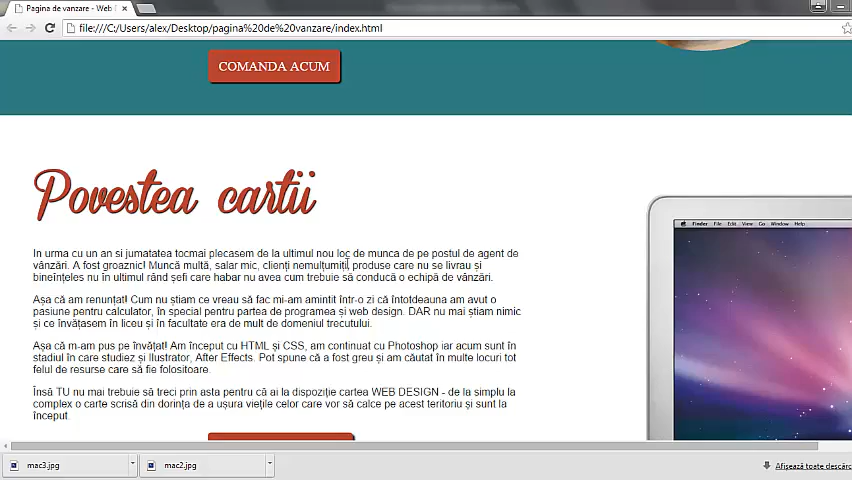 Pagina de vanzare - Web
file:///C:/Users/alex/Desktop/pagina%20de%20vanzare/index.html
COMANDA ACUM
Povestea cartii
In urma cu un an si jumatatea tocmai plecasem de la ultimul nou loc de munca de pe postul de agent de
vânzări. A fost groaznic! Muncă multă, salar mic, clienți nemulțumiți, produse care nu se livrau și
bineînțeles nu în ultimul rând șefi care habar nu avea cum trebuie să conducă o echipă de vânzări.
Așa că am renunțat! Cum nu știam ce vreau să fac mi-am amintit într-o zi că întotdeauna am avut o
pasiune pentru calculator, în special pentru partea de programea și web design. DAR nu mai știam nimic
și ce învățasem în liceu și în facultate era de mult de domeniul trecutului.
Așa că m-am pus pe învățat! Am început cu HTML și CSS, am continuat cu Photoshop iar acum sunt în
stadiul în care studiez și Ilustrator, After Effects. Pot spune că a fost greu și am căutat în multe locuri tot
felul de resurse care să fie folositoare.
Însă TU nu mai trebuie să treci prin asta pentru că ai la dispoziție cartea WEB DESIGN - de la simplu la
complex o carte scrisă din dorința de a ușura viețile celor care vor să calce pe acest teritoriu și sunt la
început.
Finder File Edit View Go Window Help
mac3.jpg
mac2.jpg
Afișează toate descărc